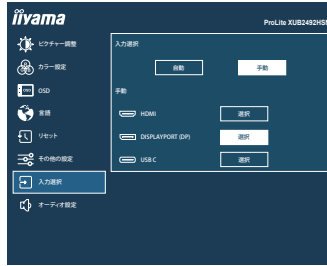 iiyama
ProLite XUB2492HSN
ピクチャー調整
カラー設定
OSD
言語
リセット
その他の設定
入力選択
オーディオ設定
入力選択
自動
手動
手動
HDMI
選択
DISPLAYPORT (DP)
選択
USB C
選択